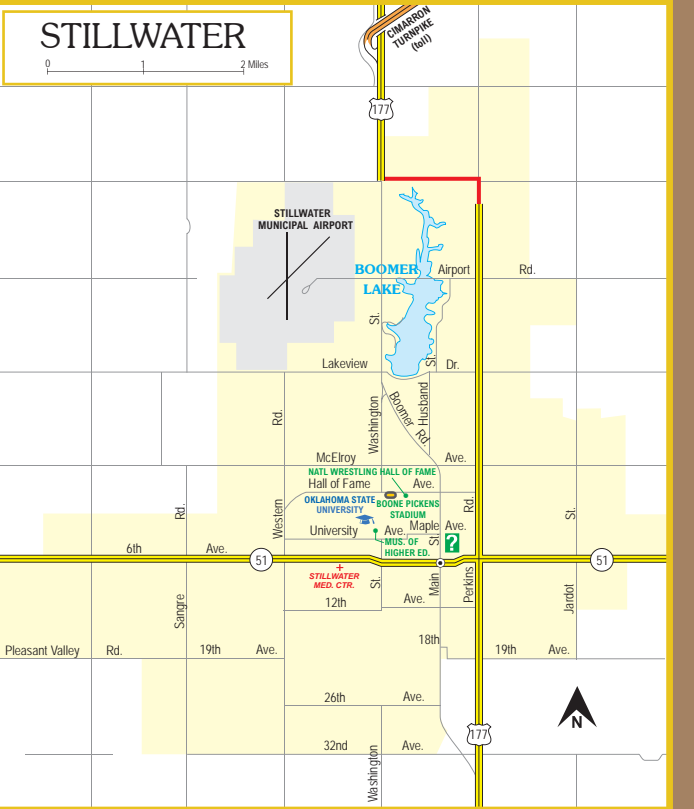 STILLWATER
0 1 2 Miles
CIMARRON
TURNPIKE
(toll)
177
STILLWATER
MUNICIPAL AIRPORT
BOOMER
LAKE
Airport Rd.
St.
St.
Lakeview Dr.
Rd.
Washington
Boomer Rd.
Husband
McElroy Ave.
NATL WRESTLING HALL OF FAME
Hall of Fame Ave.
OKLAHOMA STATE
UNIVERSITY
BOONE PICKENS
STADIUM
Rd.
Western
Rd.
St.
University Ave.
Maple Ave.
St.
?
MUS. OF
HIGHER ED.
6th Ave.
51
51
STILLWATER
MED. CTR.
St.
Main
Perkins
Jardot
Sangre
12th Ave.
18th
Pleasant Valley Rd.
19th Ave.
19th Ave.
26th Ave.
N
177
32nd Ave.
Washington